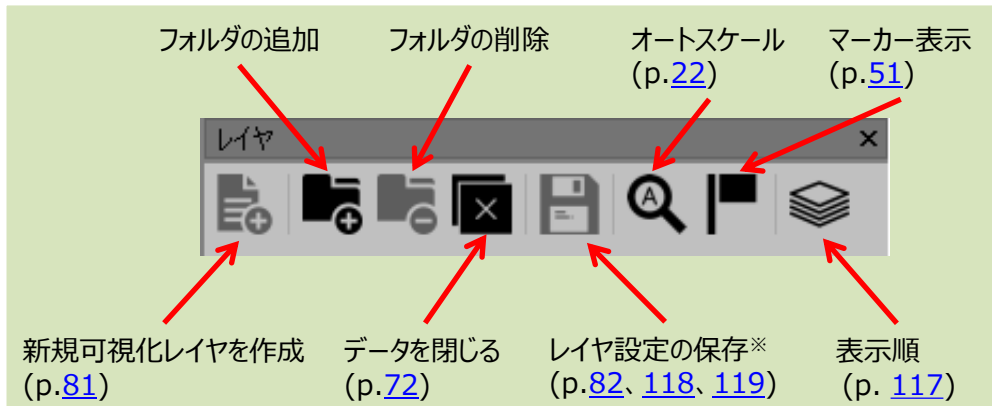 フォルダの追加
フォルダの削除
オートスケール
(p.22)
マーカー表示
(p.51)
レイヤ
×
A
新規可視化レイヤを作成
(p.81)
データを閉じる
(p.72)
レイヤ設定の保存※
(p.82、118、119)
表示順
(p. 117)